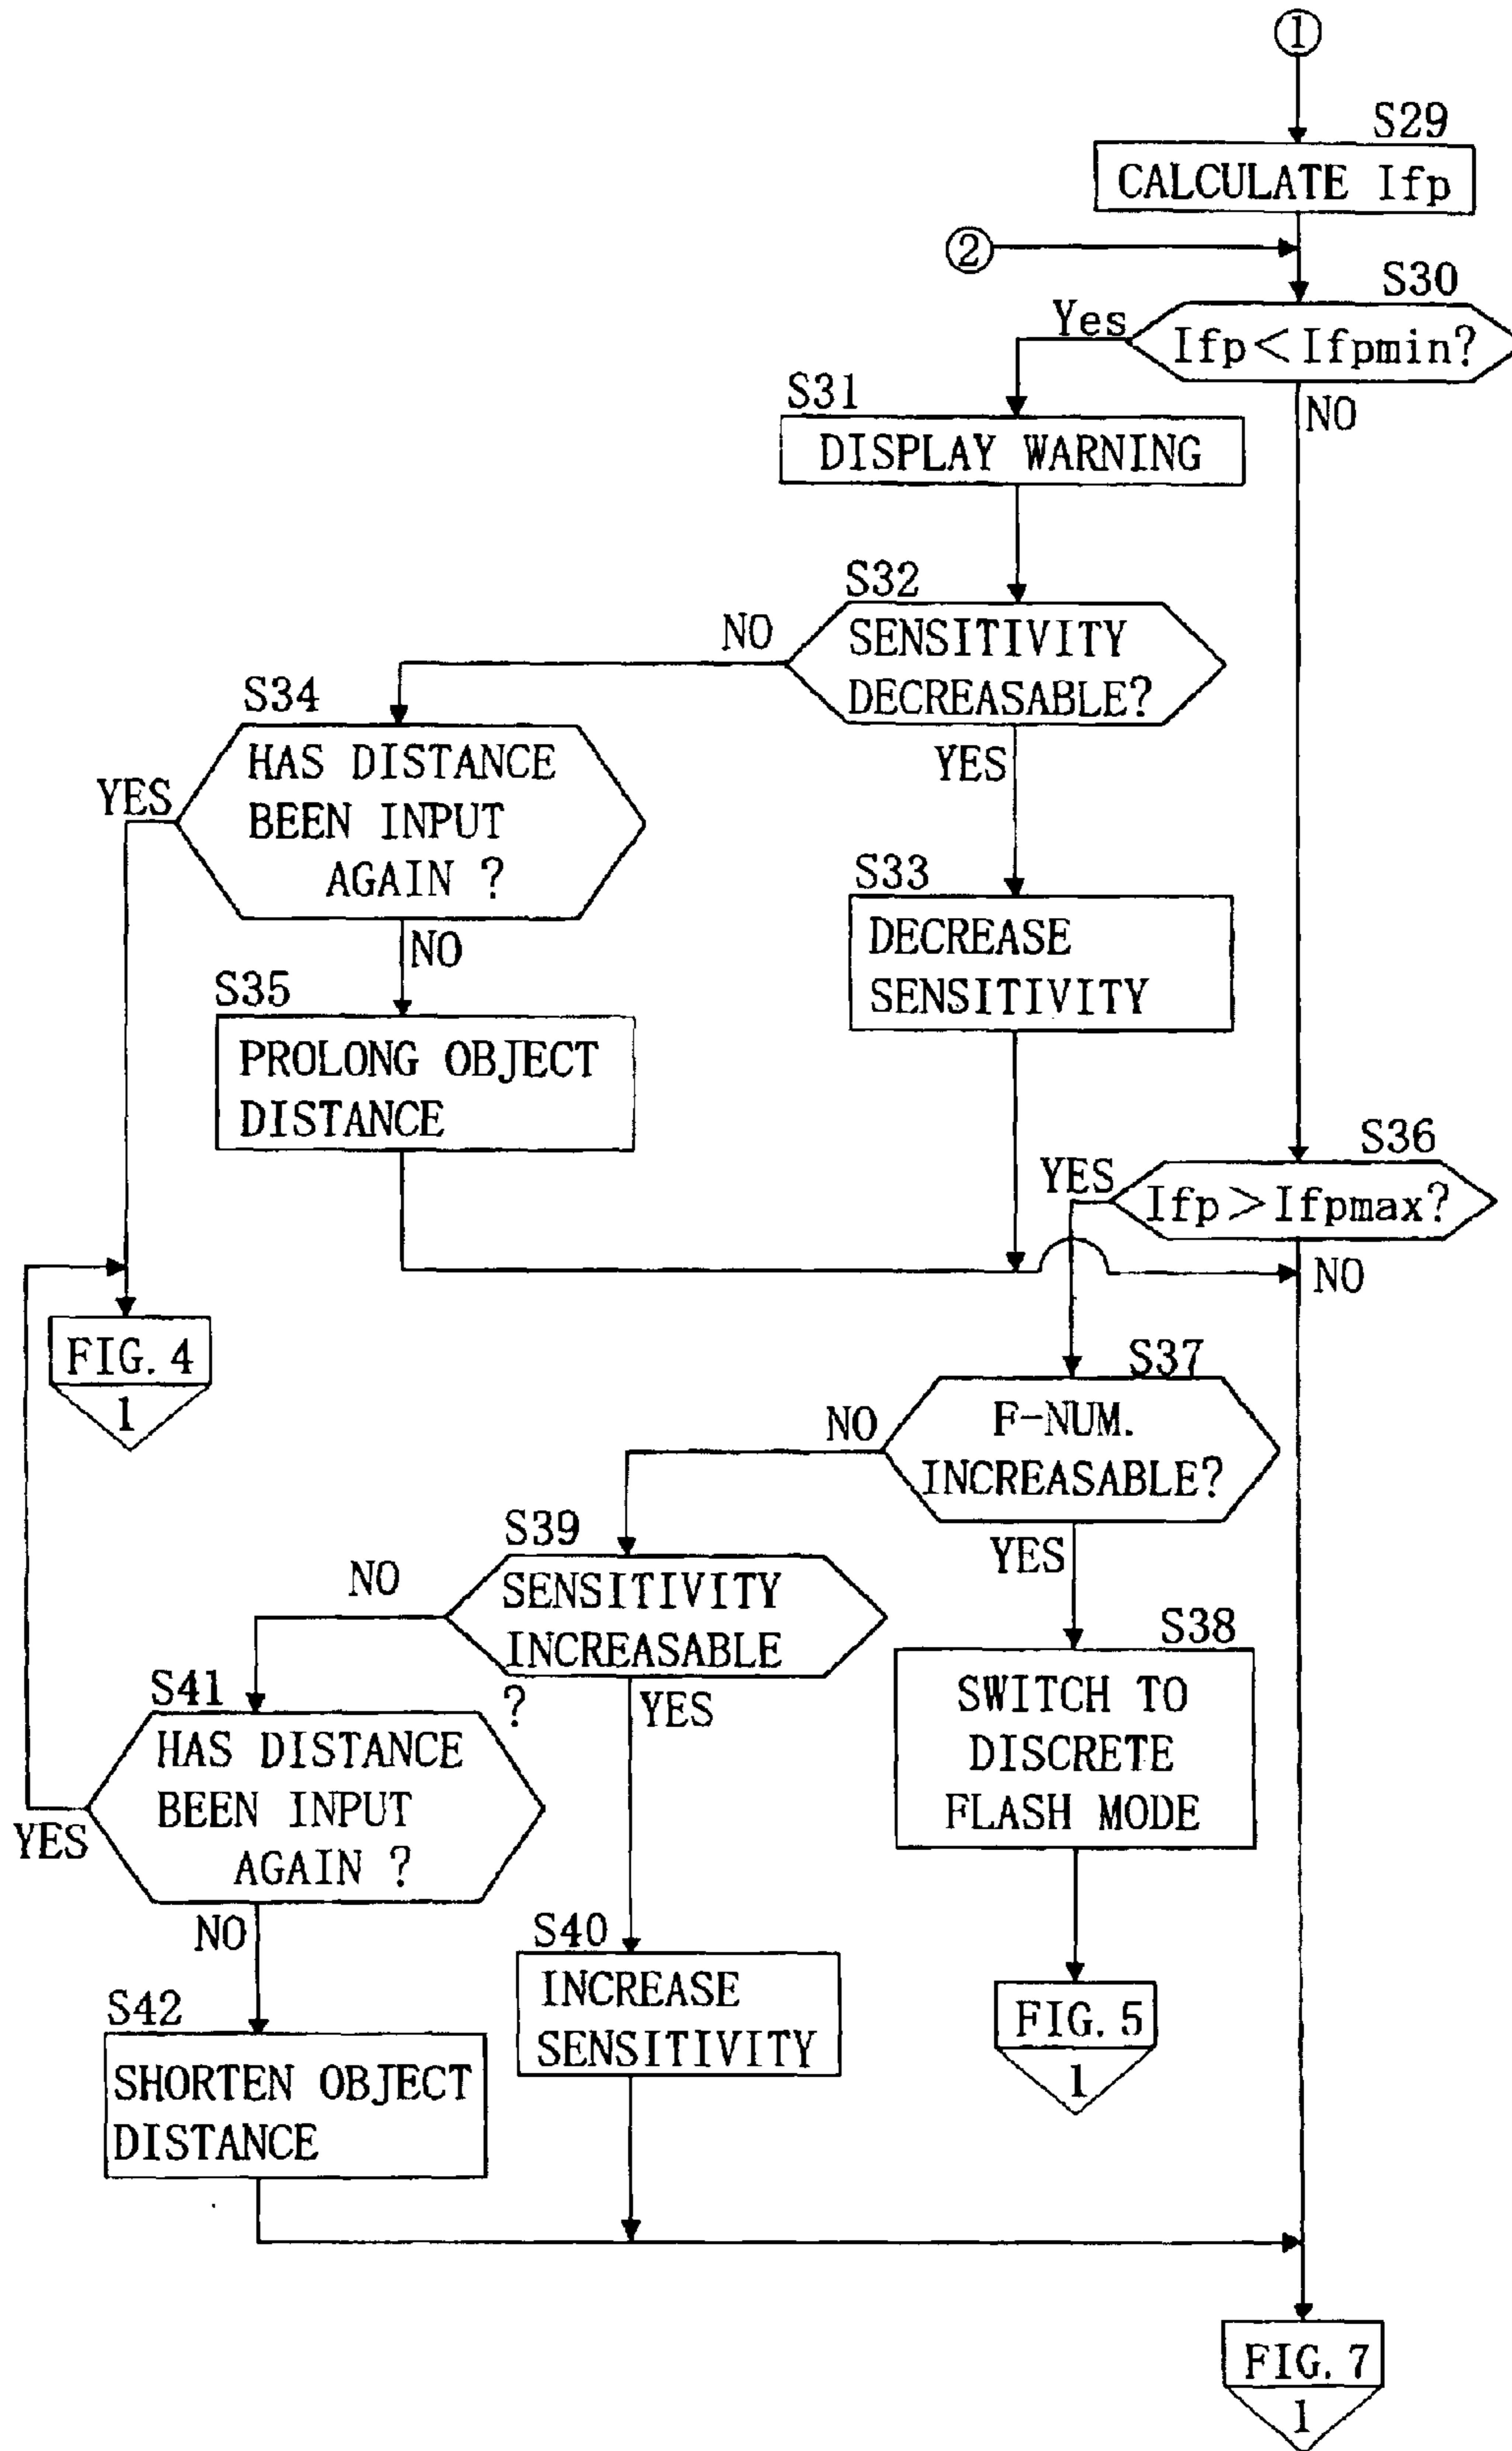 ①
S29
CALCULATE Ifp
②
S30
Yes
Ifp<Ifpmin?
NO
S31
DISPLAY WARNING
S32
NO
SENSITIVITY
DECREASABLE?
YES
S34
HAS DISTANCE
BEEN INPUT
AGAIN ?
YES
NO
S33
DECREASE
SENSITIVITY
S35
PROLONG OBJECT
DISTANCE
S36
YES
Ifp>Ifpmax?
NO
FIG. 4
1
S37
F-NUM.
INCREASABLE?
NO
YES
S39
SENSITIVITY
INCREASABLE
?
NO
YES
S38
SWITCH TO
DISCRETE
FLASH MODE
S41
HAS DISTANCE
BEEN INPUT
AGAIN ?
YES
NO
S40
INCREASE
SENSITIVITY
FIG. 5
1
S42
SHORTEN OBJECT
DISTANCE
FIG. 7
1